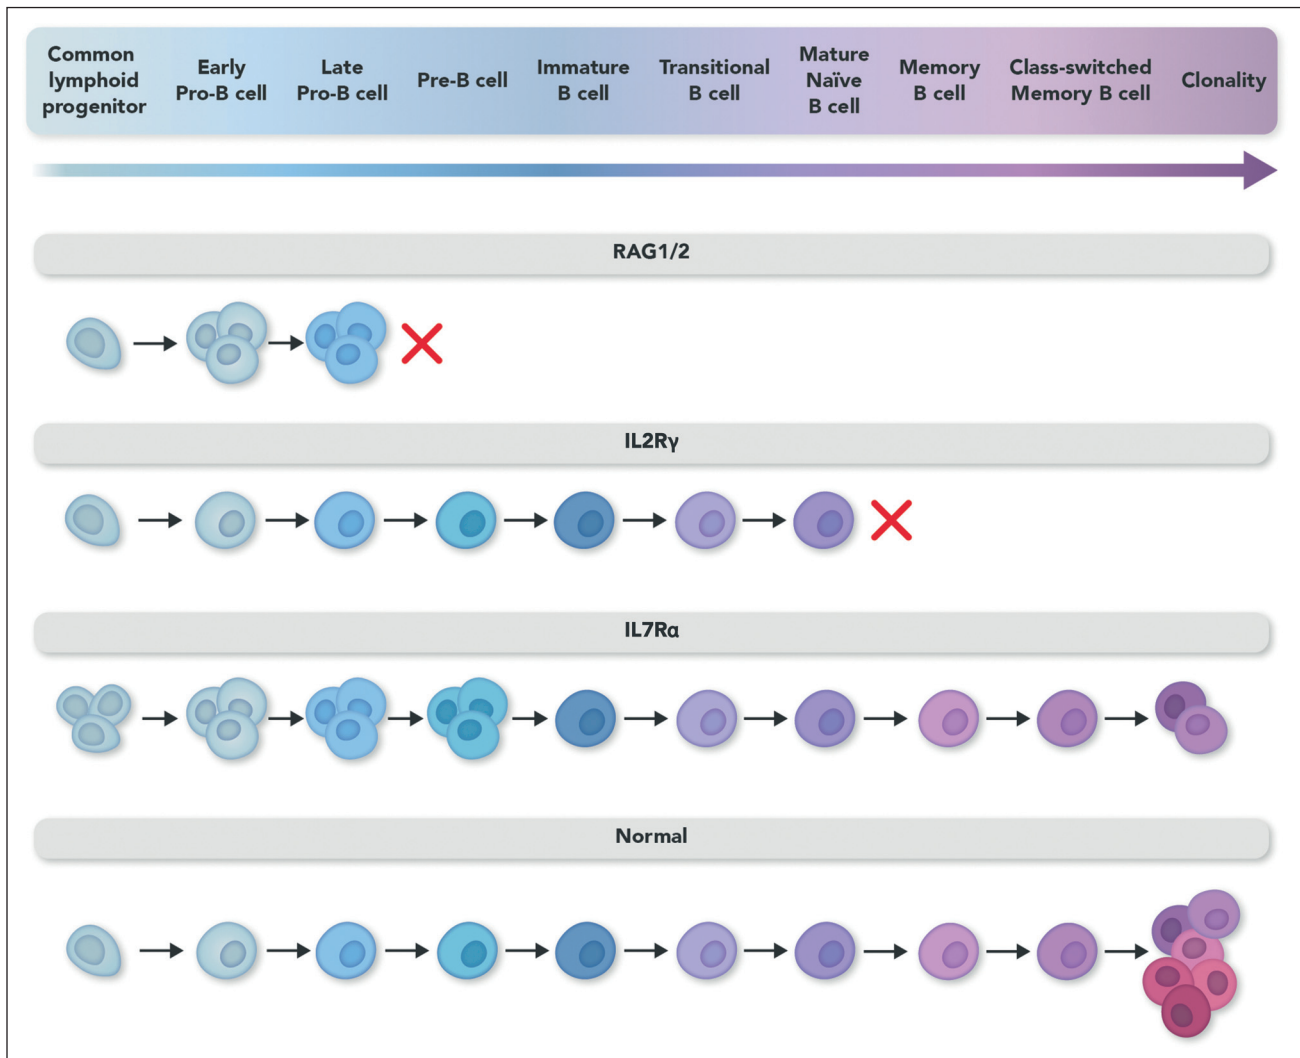 Common
lymphoid
progenitor
Early
Pro-B cell
Late
Pro-B cell
Pre-B cell
Immature
B cell
Transitional
B cell
Mature
Naïve
B cell
Memory
B cell
Class-switched
Memory B cell
Clonality
RAG1/2
IL2Rγ
IL7Rα
Normal